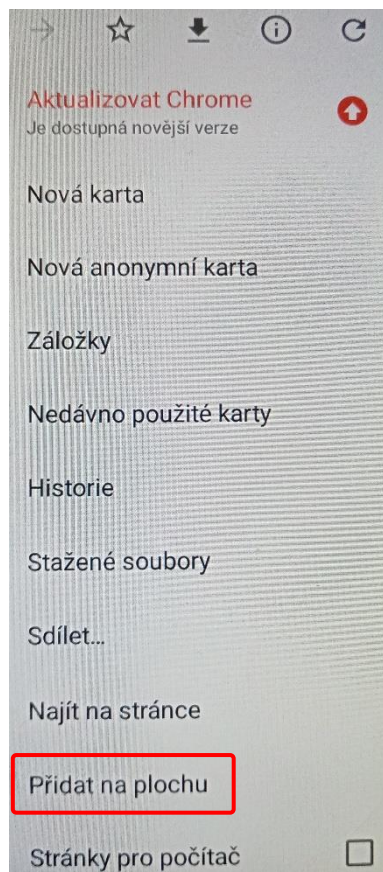 Aktualizovat Chrome
Je dostupná novější verze
Nová karta
Nová anonymní karta
Záložky
Nedávno použité karty
Historie
Stažené soubory
Sdílet...
Najít na stránce
Přidat na plochu
Stránky pro počítač